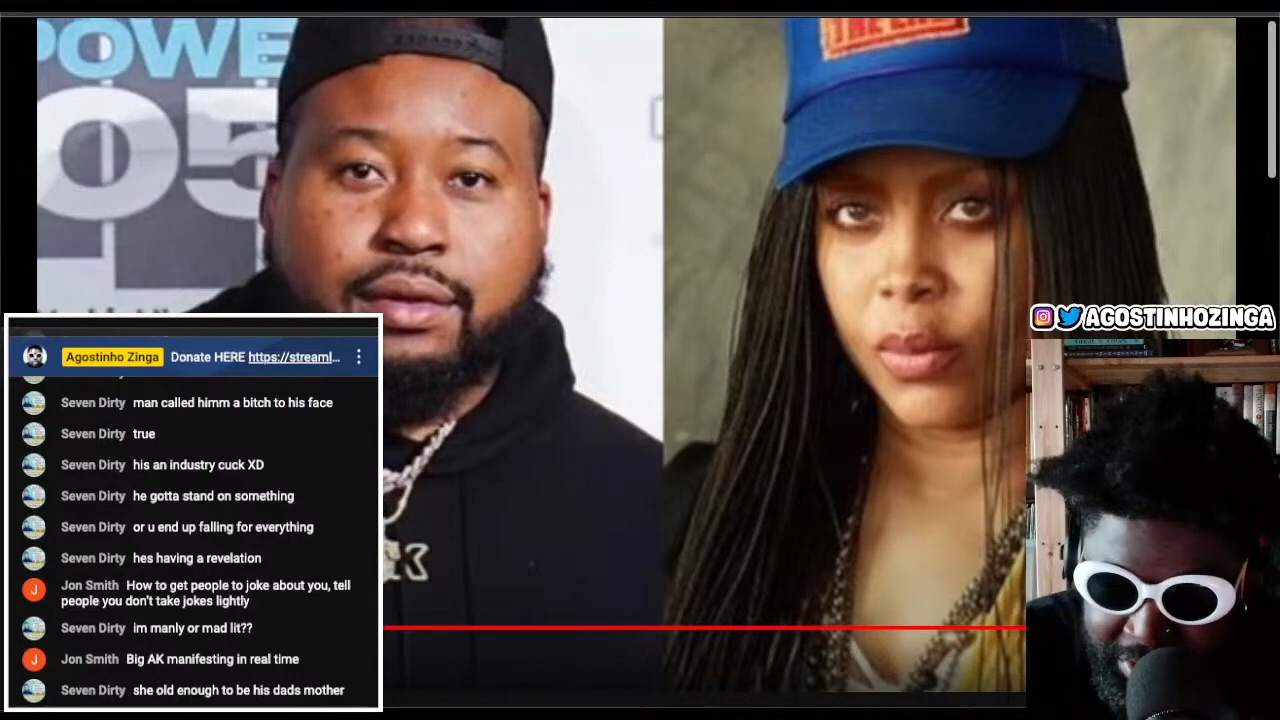 POWE
05
AGOSTINHOZINGA
Agostinho Zinga Donate HERE https://streaml...
Seven Dirty man called himm a bitch to his face
Seven Dirty true
Seven Dirty his an industry cuck XD
Seven Dirty he gotta stand on something
Seven Dirty or u end up falling for everything
Seven Dirty hes having a revelation
Jon Smith How to get people to joke about you, tell
people you don't take jokes lightly
Seven Dirty im manly or mad lit??
Jon Smith Big AK manifesting in real time
Seven Dirty she old enough to be his dads mother